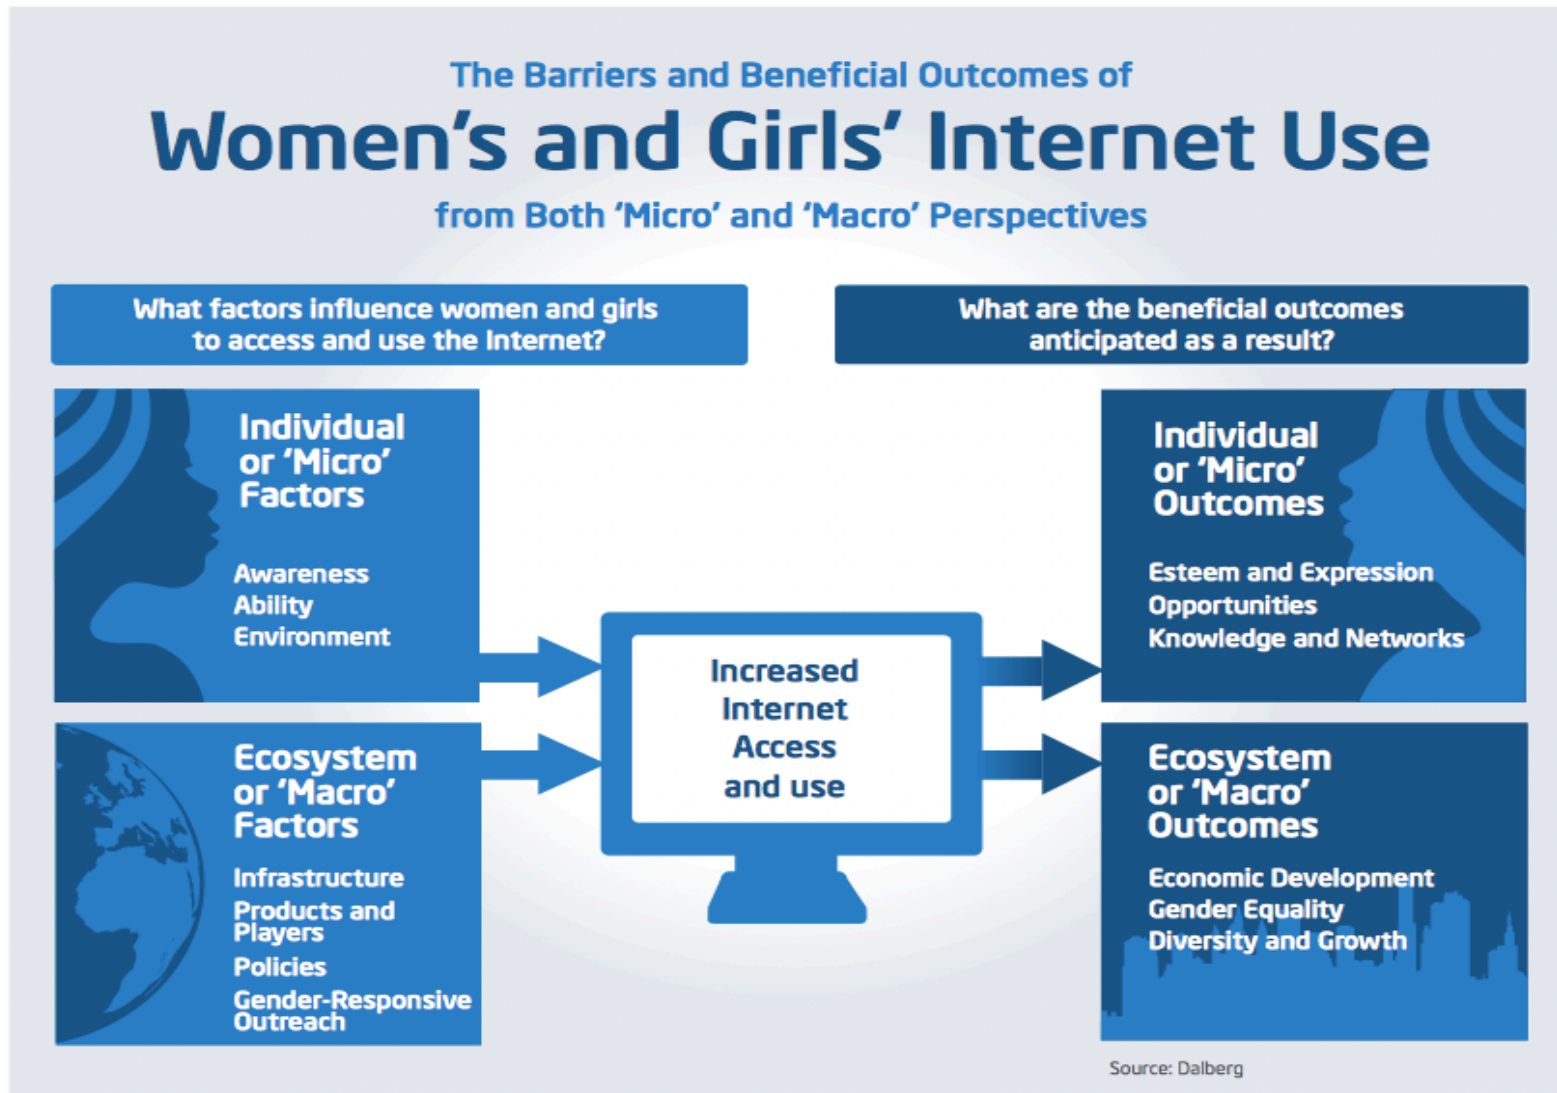 The Barriers and Beneficial Outcomes of
Women's and Girls' Internet Use
from Both 'Micro' and 'Macro' Perspectives
What factors influence women and girls
to access and use the Internet?
What are the beneficial outcomes
anticipated as a result?
Individual
or 'Micro'
Factors
Awareness
Ability
Environment
Ecosystem
or 'Macro'
Factors
Infrastructure
Products and
Players
Policies
Gender-Responsive
Outreach
Increased
Internet
Access
and use
Individual
or 'Micro'
Outcomes
Esteem and Expression
Opportunities
Knowledge and Networks
Ecosystem
or 'Macro'
Outcomes
Economic Development
Gender Equality
Diversity and Growth
Source: Dalberg